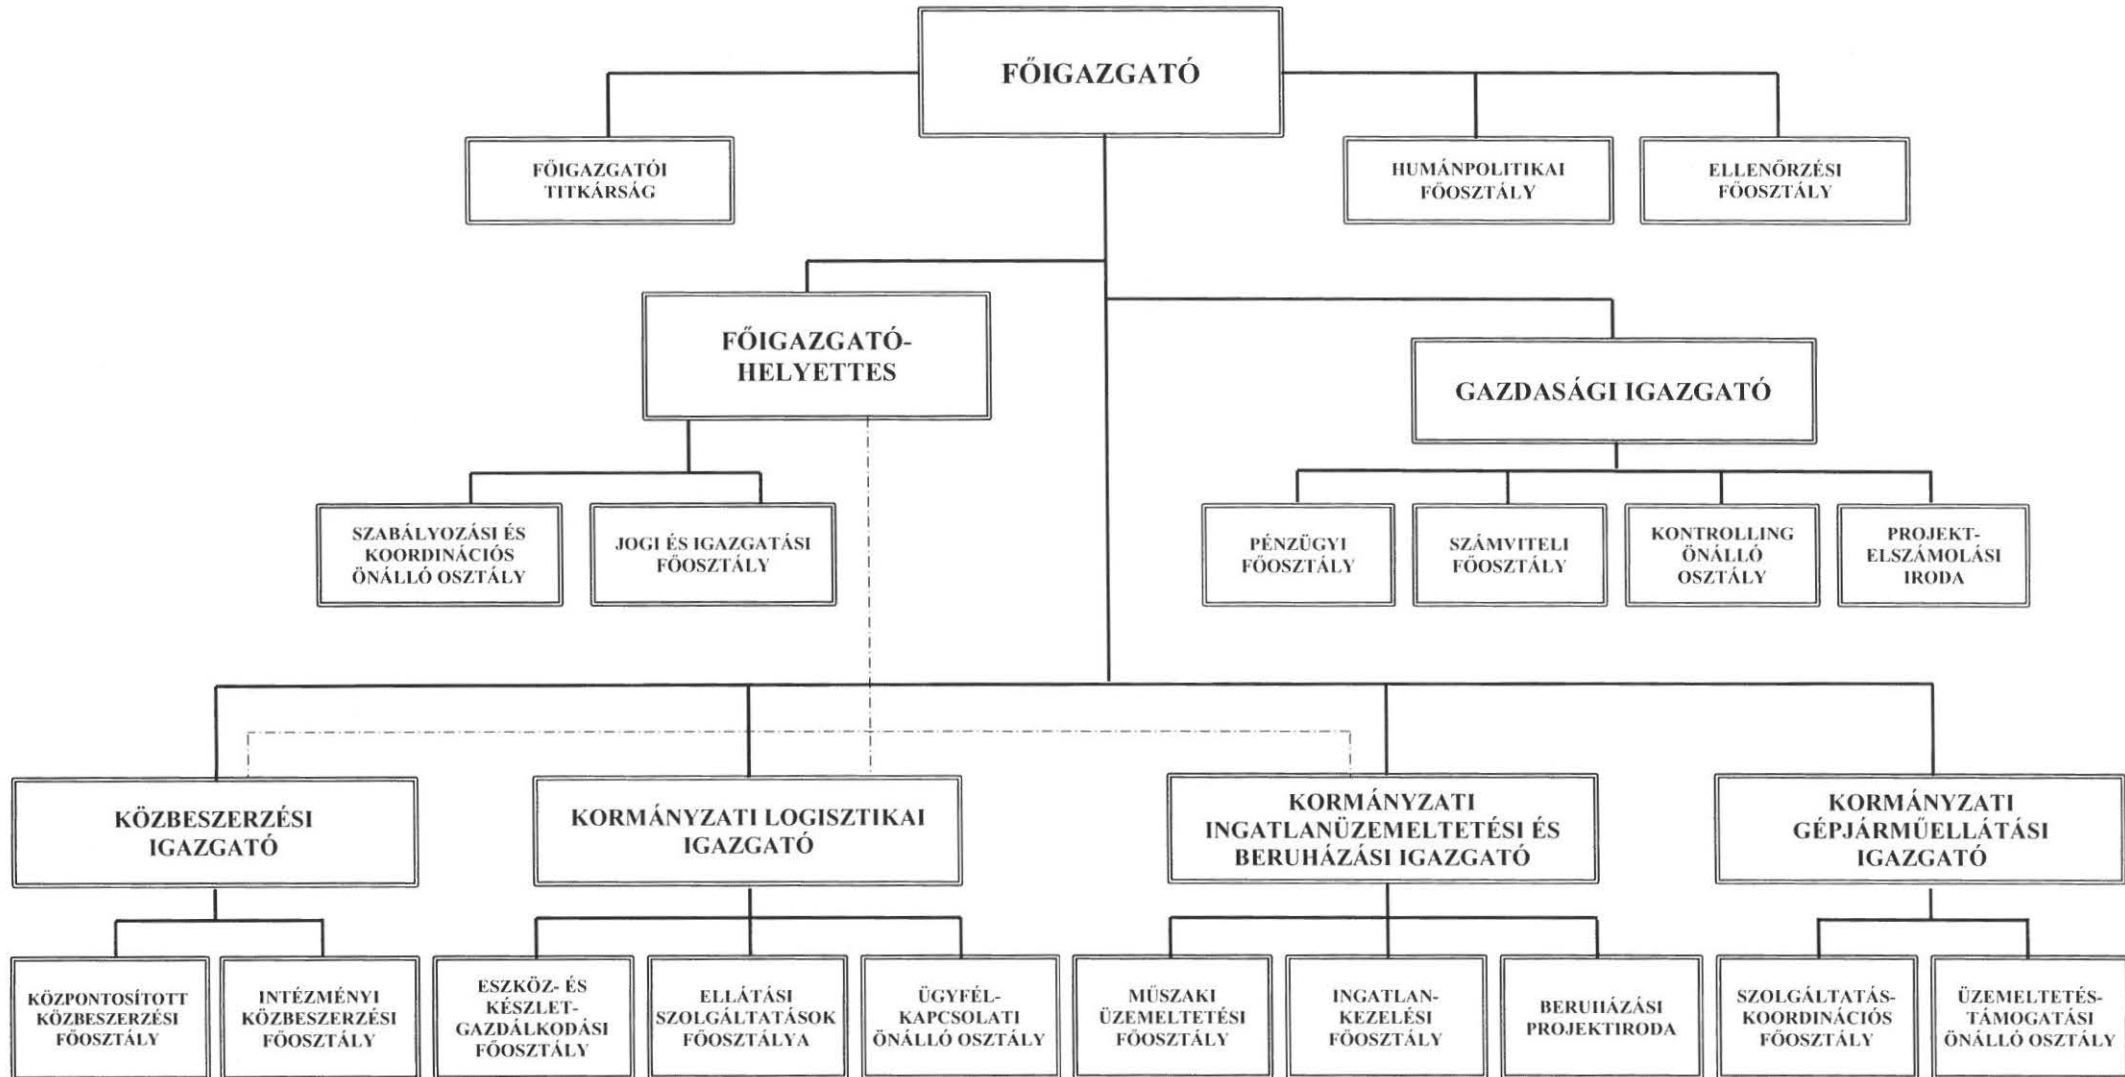 FŐIGAZGATÓ
FŐIGAZGATÓI
TITKÁRSÁG
HUMÁNPOLITIKAI
FŐOSZTÁLY
ELLENŐRZÉSI
FŐOSZTÁLY
FŐIGAZGATÓ-
HELYETTES
GAZDASÁGI IGAZGATÓ
SZABÁLYOZÁSI ÉS
KOORDINÁCIÓS
ÖNÁLLÓ OSZTÁLY
JOGI ÉS IGAZGATÁSI
FŐOSZTÁLY
PÉNZÜGYI
FŐOSZTÁLY
SZÁMVITELI
FŐOSZTÁLY
KONTROLLING
ÖNÁLLÓ
OSZTÁLY
PROJEKT-
ELSZÁMOLÁSI
IRODA
KÖZBESZERZÉSI
IGAZGATÓ
KORMÁNYZATI LOGISZTIKAI
IGAZGATÓ
KORMÁNYZATI
INGATLANÜZEMELTETÉSI ÉS
BERUHÁZÁSI IGAZGATÓ
KORMÁNYZATI
GÉPJÁRMŰELLÁTÁSI
IGAZGATÓ
KÖZPONTOSÍTOTT
KÖZBESZERZÉSI
FŐOSZTÁLY
INTÉZMÉNYI
KÖZBESZERZÉSI
FŐOSZTÁLY
ESZKÖZ- ÉS
KÉSZLET-
GAZDÁLKODÁSI
FŐOSZTÁLY
ELLÁTÁSI
SZOLGÁLTATÁSOK
FŐOSZTÁLYA
ÜGYFÉL-
KAPCSOLATI
ÖNÁLLÓ OSZTÁLY
MŰSZAKI
ÜZEMELTETÉSI
FŐOSZTÁLY
INGATLAN-
KEZELÉSI
FŐOSZTÁLY
BERUHÁZÁSI
PROJEKTIRODA
SZOLGÁLTATÁS-
KOORDINÁCIÓS
FŐOSZTÁLY
ÜZEMELTETÉS-
TÁMOGATÁSI
ÖNÁLLÓ OSZTÁLY